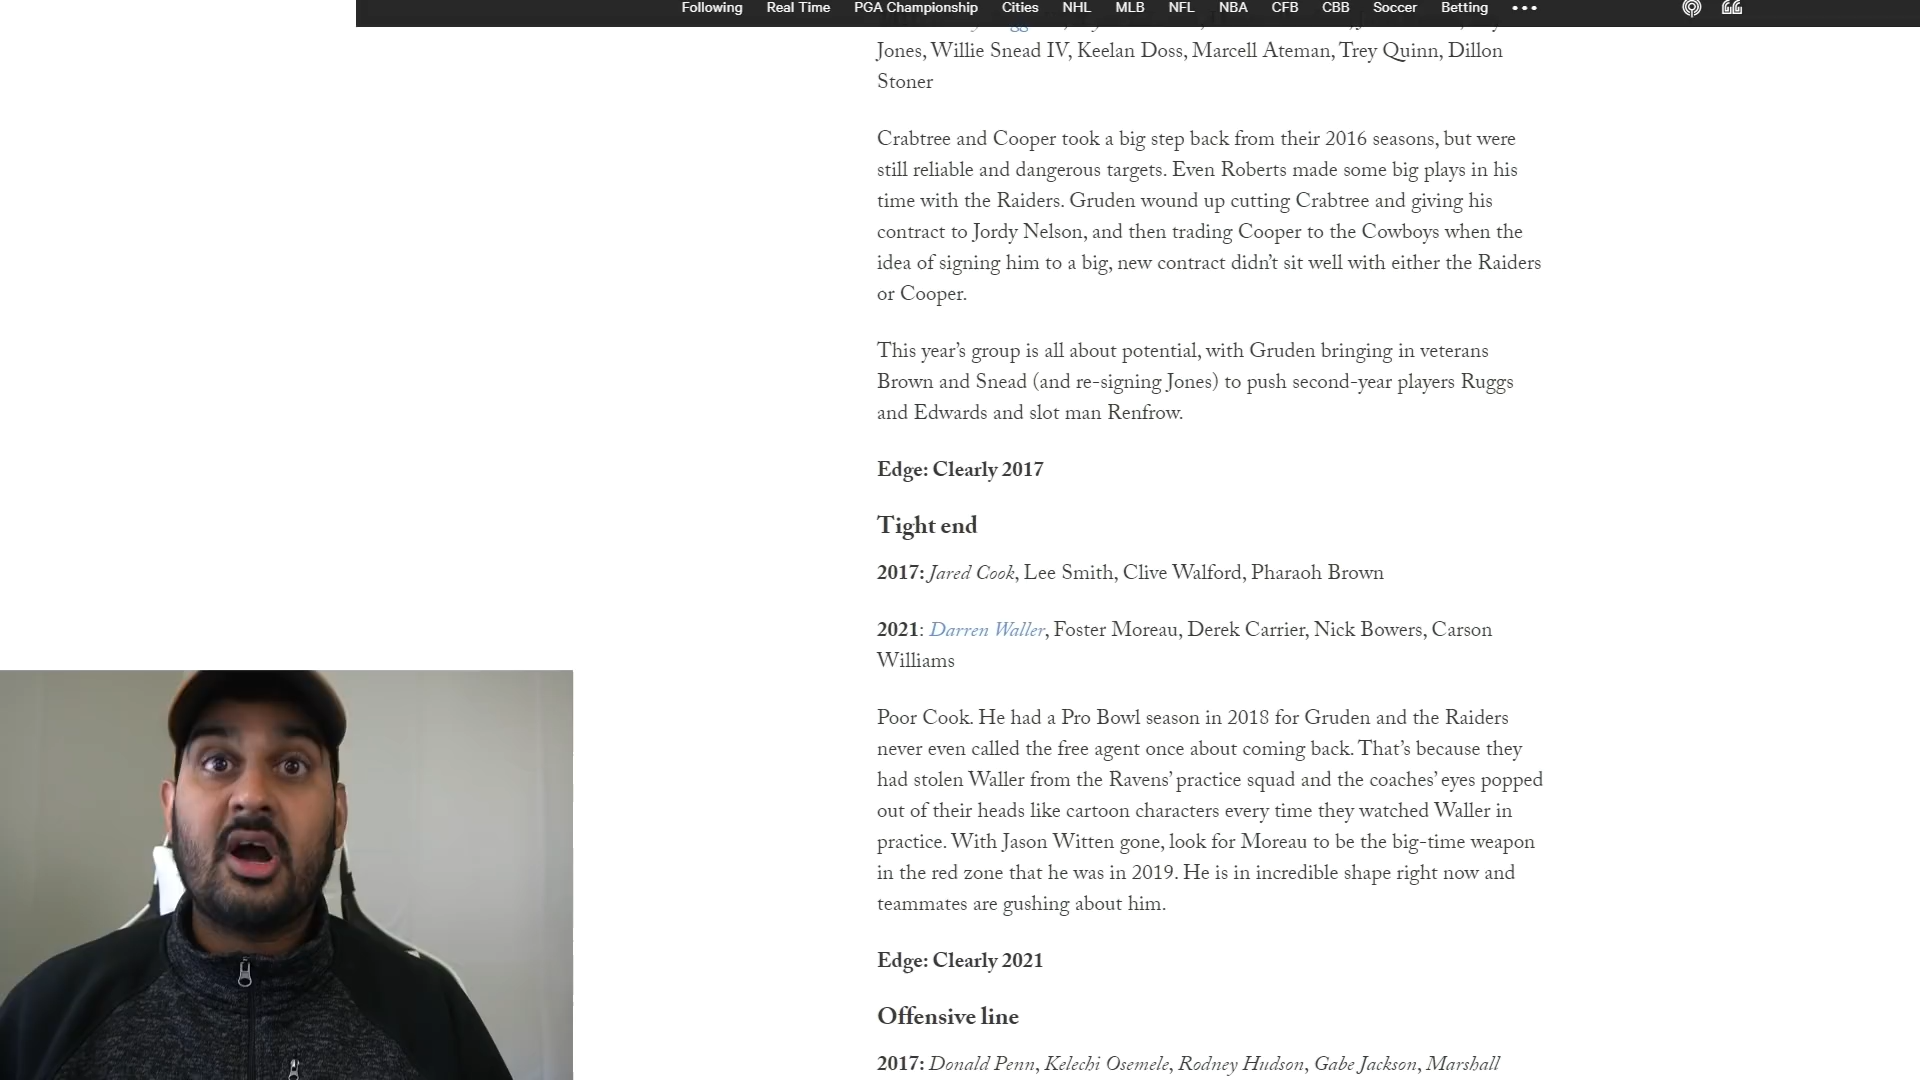 Following Real Time PGA Championship Cities NHL MLB NFL NBA CFB CBB Soccer Betting
Jones, Willie Snead IV, Keelan Doss, Marcell Ateman, Trey Quinn, Dillon
Stoner
Crabtree and Cooper took a big step back from their 2016 seasons, but were
still reliable and dangerous targets. Even Roberts made some big plays in his
time with the Raiders. Gruden wound up cutting Crabtree and giving his
contract to Jordy Nelson, and then trading Cooper to the Cowboys when the
idea of signing him to a big, new contract didn’t sit well with either the Raiders
or Cooper.
This year’s group is all about potential, with Gruden bringing in veterans
Brown and Snead (and re-signing Jones) to push second-year players Ruggs
and Edwards and slot man Renfrow.
Edge: Clearly 2017
Tight end
2017: Jared Cook, Lee Smith, Clive Walford, Pharaoh Brown
2021: Darren Waller, Foster Moreau, Derek Carrier, Nick Bowers, Carson
Williams
Poor Cook. He had a Pro Bowl season in 2018 for Gruden and the Raiders
never even called the free agent once about coming back. That’s because they
had stolen Waller from the Ravens’ practice squad and the coaches’ eyes popped
out of their heads like cartoon characters every time they watched Waller in
practice. With Jason Witten gone, look for Moreau to be the big-time weapon
in the red zone that he was in 2019. He is in incredible shape right now and
teammates are gushing about him.
Edge: Clearly 2021
Offensive line
2017: Donald Penn, Kelechi Osemele, Rodney Hudson, Gabe Jackson, Marshall